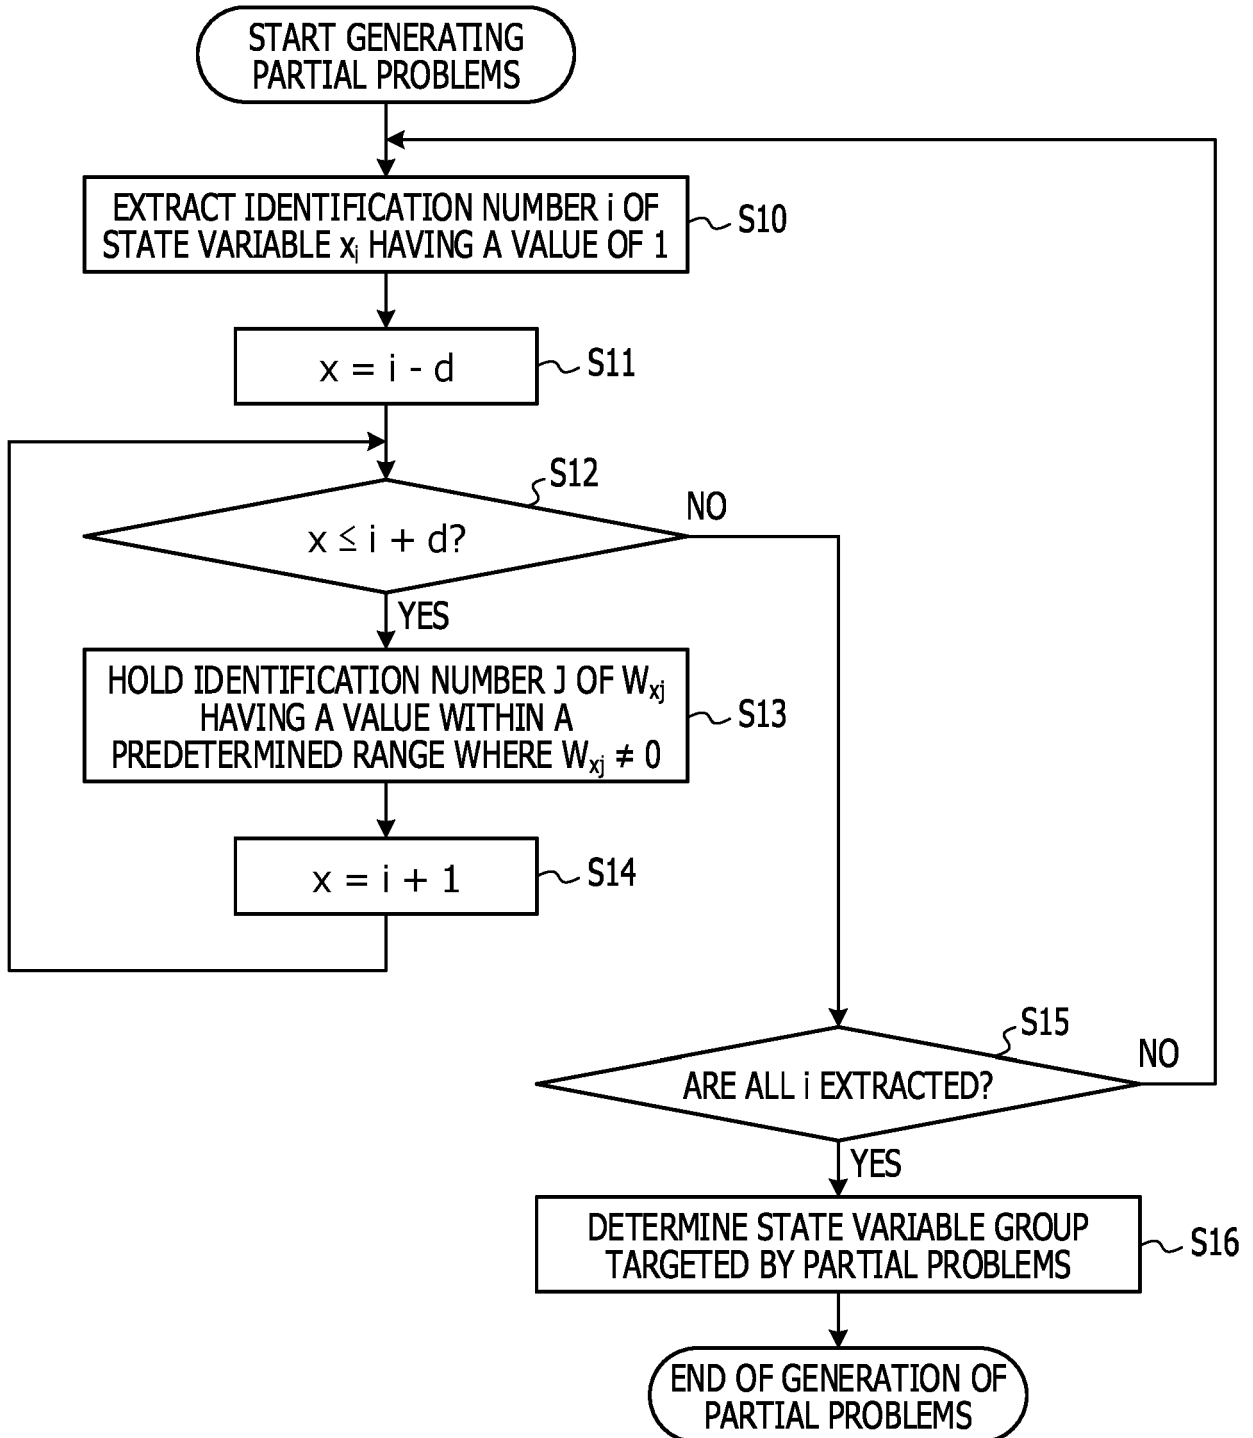 START GENERATING
PARTIAL PROBLEMS
EXTRACT IDENTIFICATION NUMBER i OF
STATE VARIABLE xᵢ HAVING A VALUE OF 1
S10
x = i - d
S11
S12
x ≦ i + d?
NO
YES
HOLD IDENTIFICATION NUMBER J OF Wₓⱼ
HAVING A VALUE WITHIN A
PREDETERMINED RANGE WHERE Wₓⱼ ≠ 0
S13
x = i + 1
S14
S15
ARE ALL i EXTRACTED?
NO
YES
DETERMINE STATE VARIABLE GROUP
TARGETED BY PARTIAL PROBLEMS
S16
END OF GENERATION OF
PARTIAL PROBLEMS